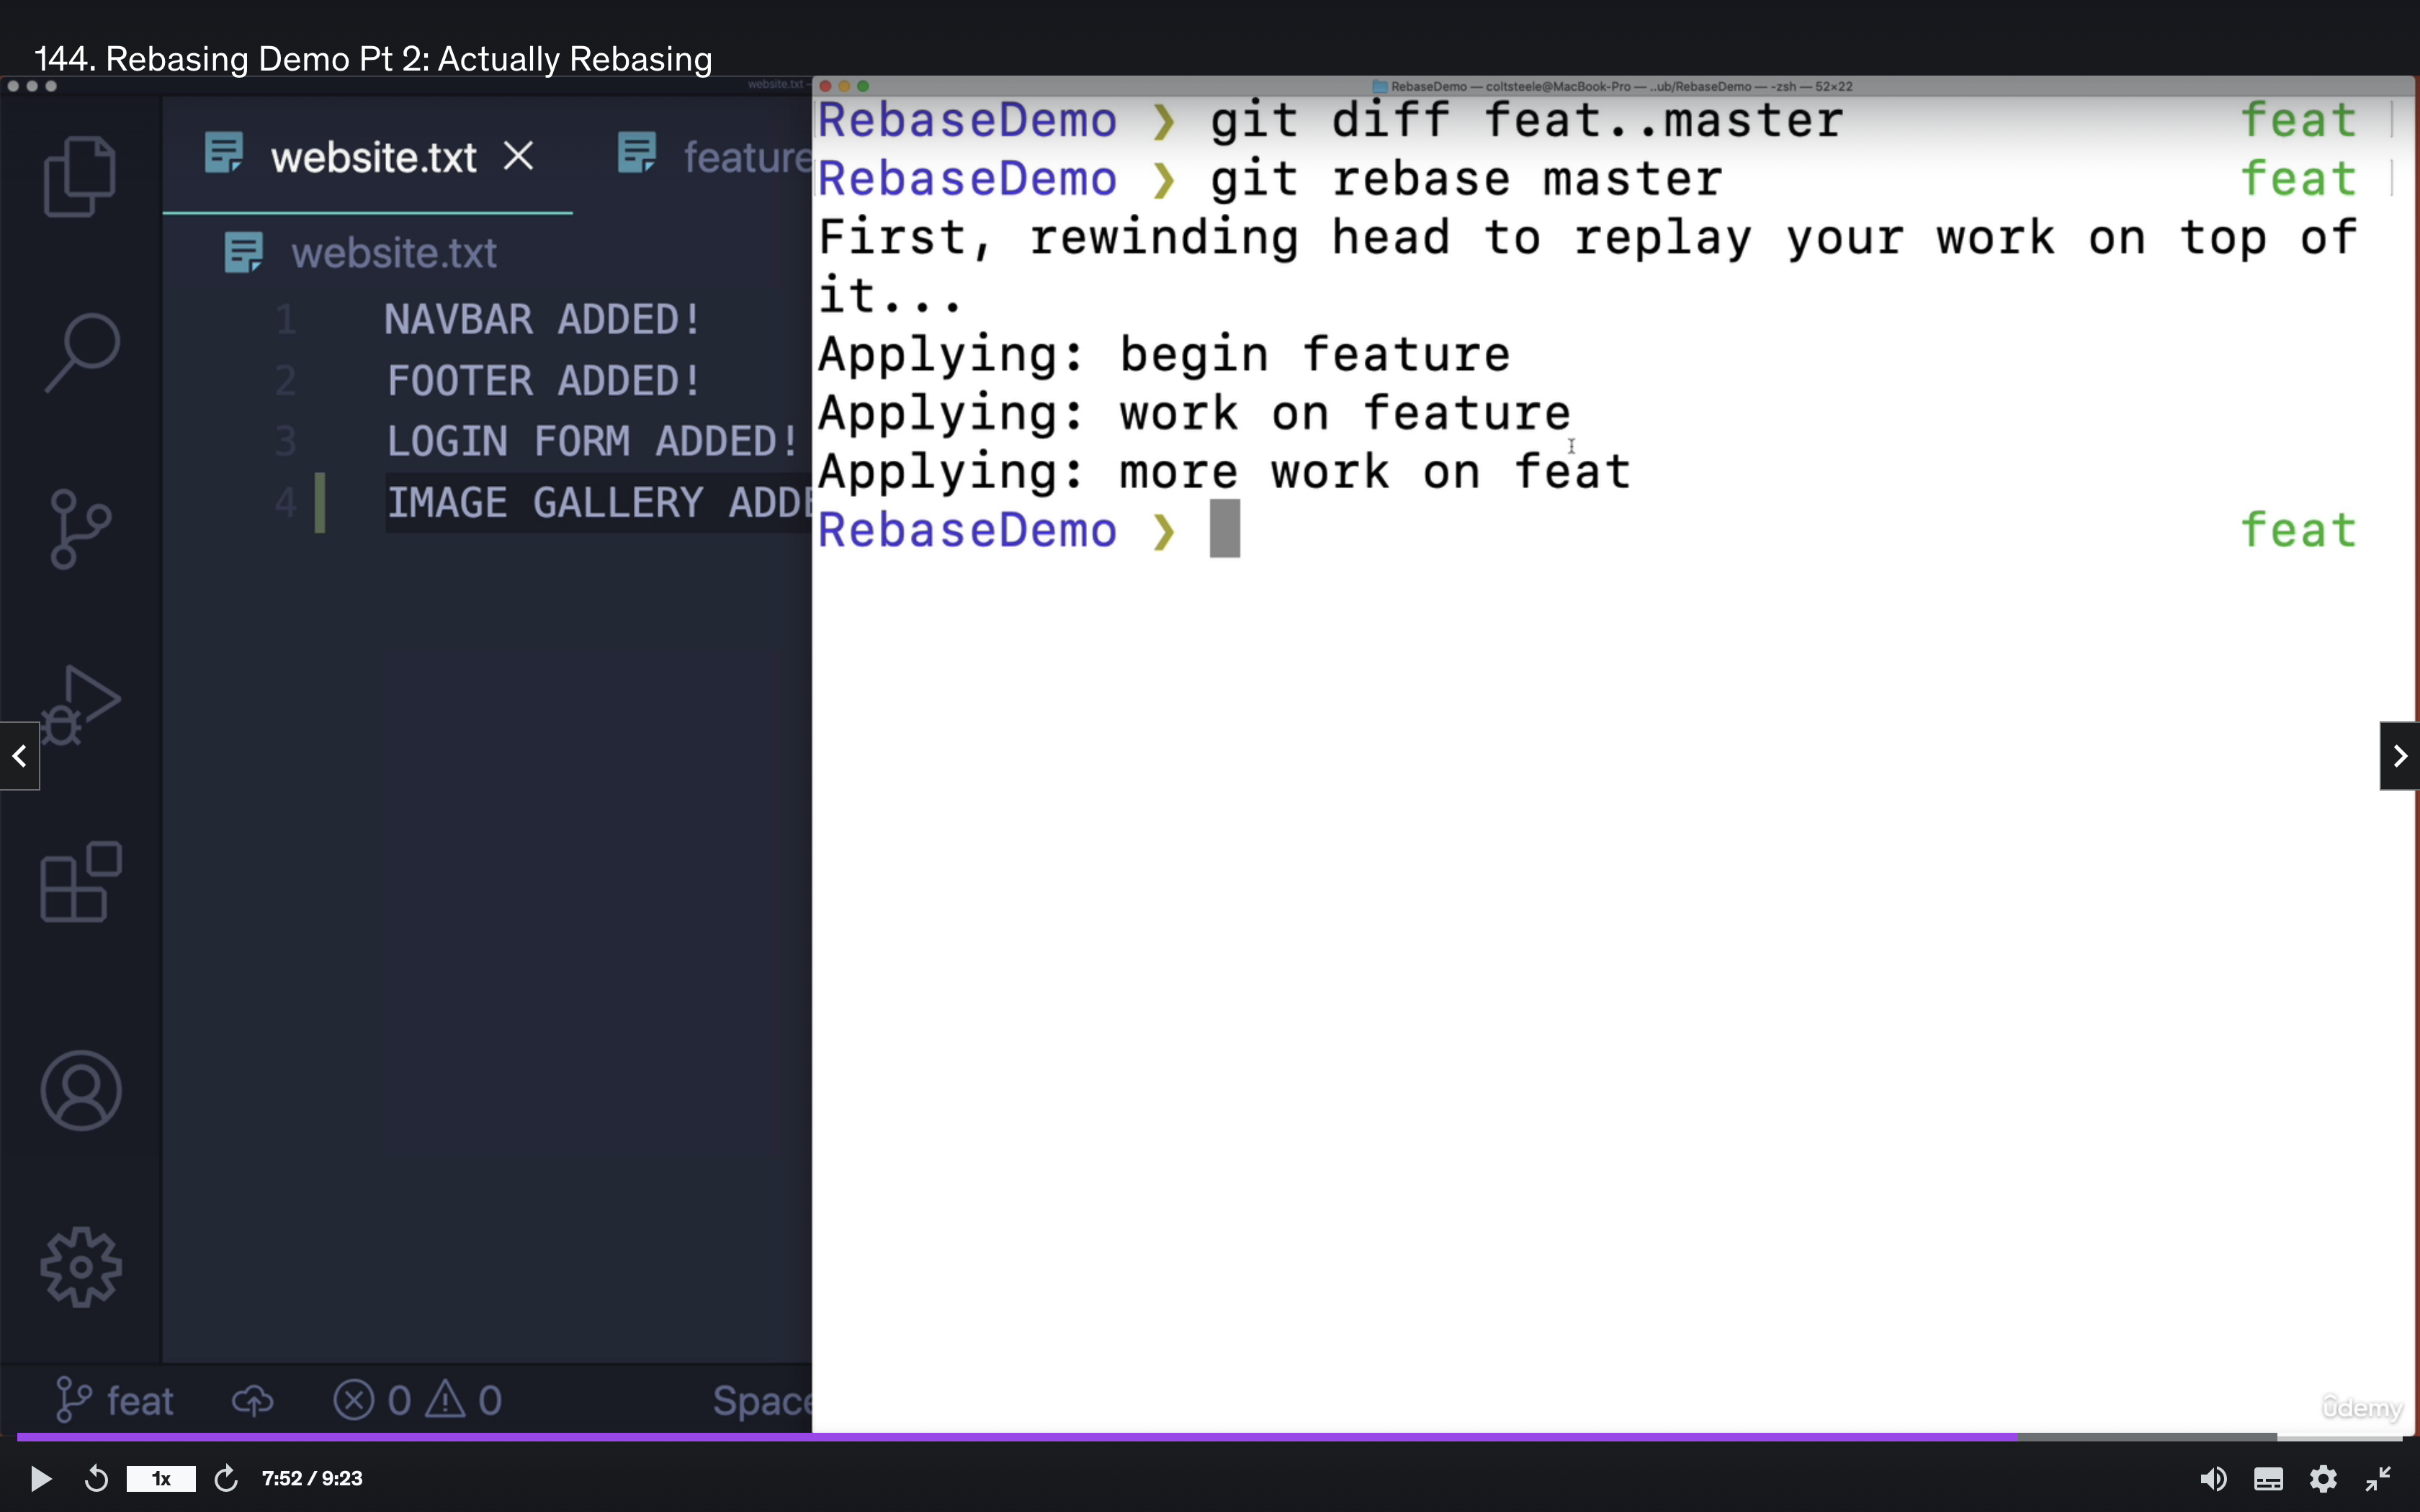 144. Rebasing Demo Pt 2: Actually Rebasing
website.txt —
RebaseDemo — coltsteele@MacBook-Pro — ..ub/RebaseDemo — -zsh — 52×22
website.txt
feature
website.txt
1 NAVBAR ADDED!
2 FOOTER ADDED!
3 LOGIN FORM ADDED!
4 IMAGE GALLERY ADDE
RebaseDemo ❯ git diff feat..master feat
RebaseDemo ❯ git rebase master feat
First, rewinding head to replay your work on top of
it...
Applying: begin feature
Applying: work on feature
Applying: more work on feat
RebaseDemo ❯ feat
feat 0 0 Space
ûdemy
1x 7:52 / 9:23